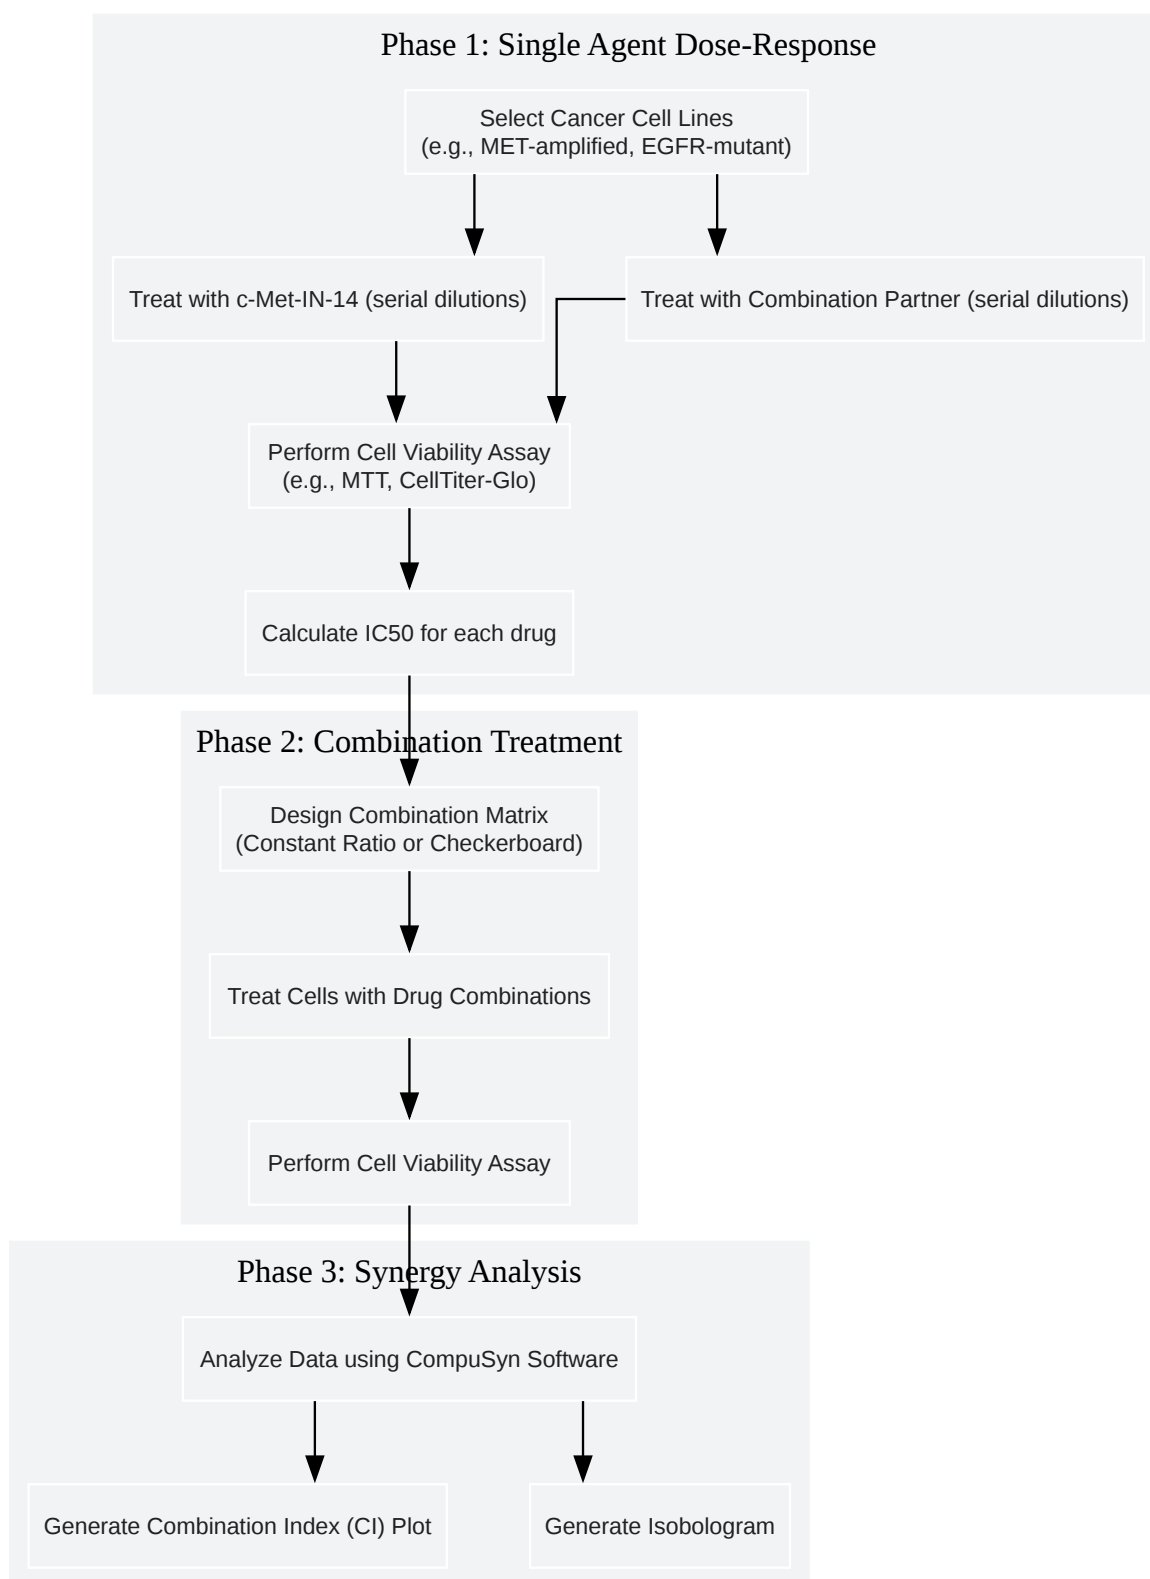 Phase 1: Single Agent Dose-Response
Select Cancer Cell Lines
(e.g., MET-amplified, EGFR-mutant)
Treat with c-Met-IN-14 (serial dilutions)
Treat with Combination Partner (serial dilutions)
Perform Cell Viability Assay
(e.g., MTT, CellTiter-Glo)
Calculate IC50 for each drug
Phase 2: Combination Treatment
Design Combination Matrix
(Constant Ratio or Checkerboard)
Treat Cells with Drug Combinations
Perform Cell Viability Assay
Phase 3: Synergy Analysis
Analyze Data using CompuSyn Software
Generate Combination Index (CI) Plot
Generate Isobologram